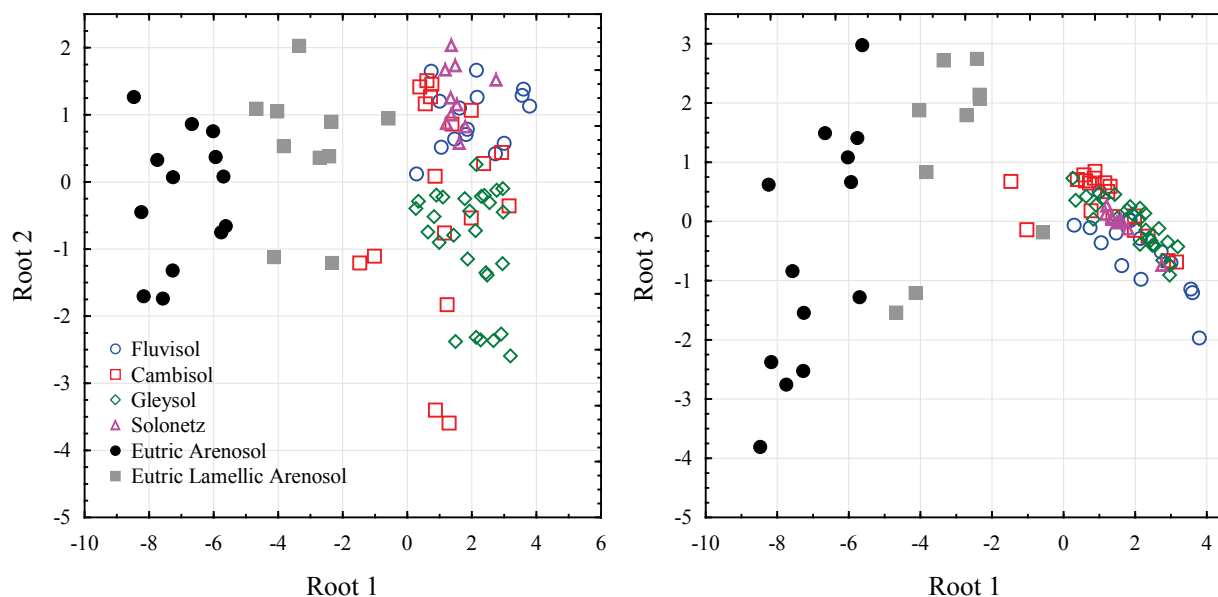 2
1
0
-1
-2
-3
-4
-5
Root 2
Fluvisol
Cambisol
Gleysol
Solonetz
Eutric Arenosol
Eutric Lamellic Arenosol
-10 -8 -6 -4 -2 0 2 4 6
Root 1
3
2
1
0
-1
-2
-3
-4
-5
Root 3
-10 -8 -6 -4 -2 0 2 4
Root 1